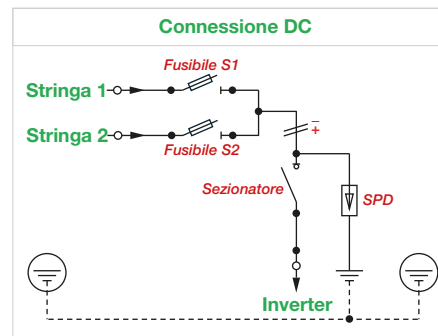 Connessione DC
Fusibile S1
Stringa 1
Stringa 2
Fusibile S2
–
+
Sezionatore
SPD
Inverter